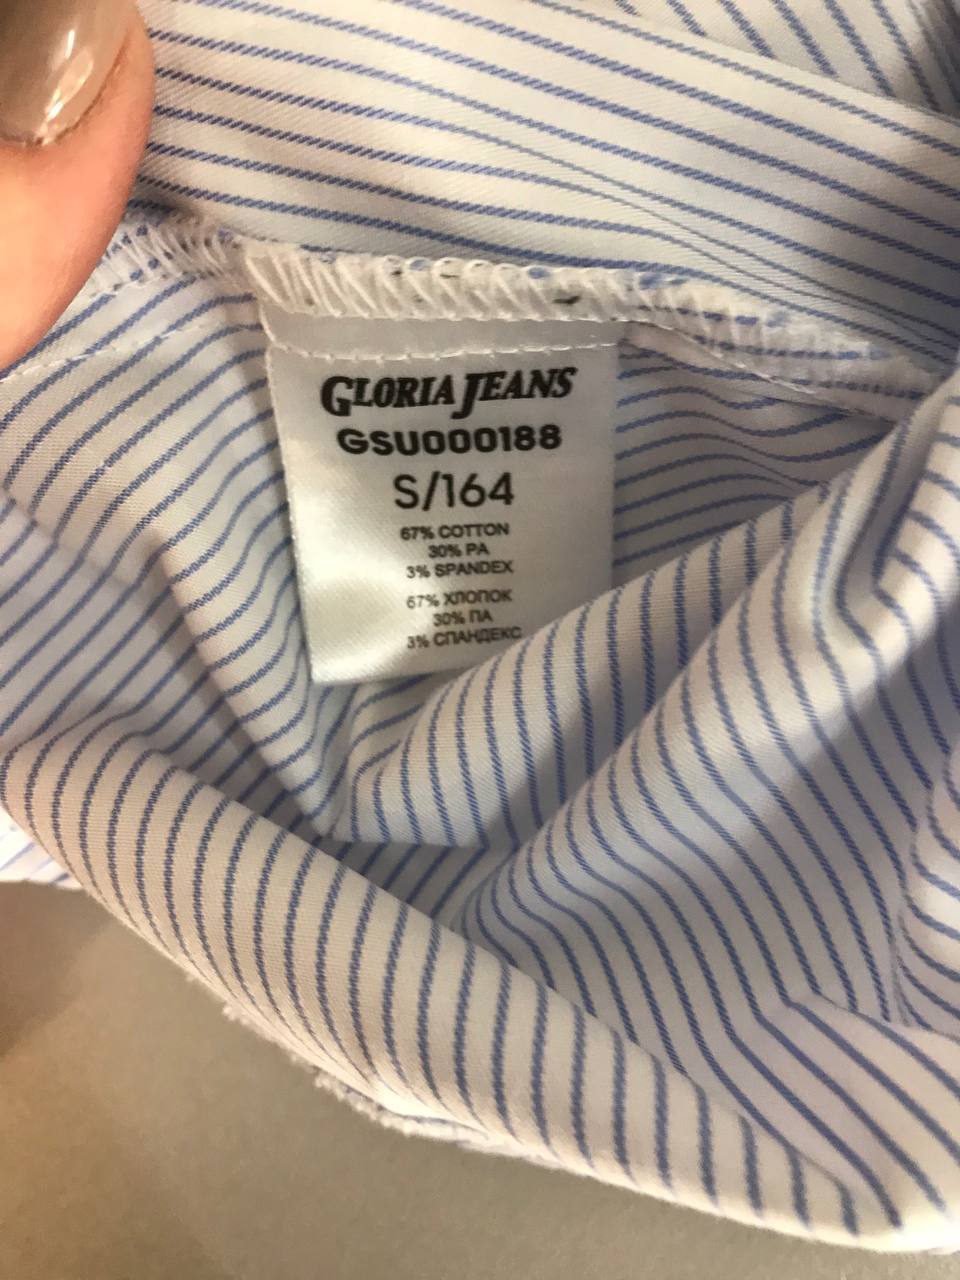 GLORIA JEANS
GSU000188
S/164
67% COTTON
30% PA
3% SPANDEX
67% ХЛОПОК
30% ПА
3% СПАНДЕКС